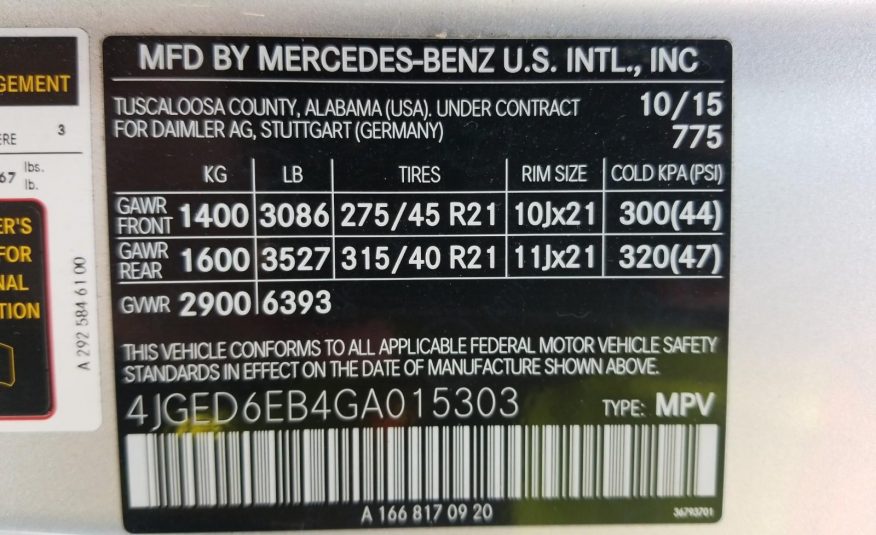 MFD BY MERCEDES-BENZ U.S. INTL., INC
TUSCALOOSA COUNTY, ALABAMA (USA). UNDER CONTRACT 10/15
FOR DAIMLER AG, STUTTGART (GERMANY) 775
KG LB TIRES RIM SIZE COLD KPA (PSI)
GAWR FRONT 1400 3086 275/45 R21 10Jx21 300(44)
GAWR REAR 1600 3527 315/40 R21 11Jx21 320(47)
GVWR 2900 6393
THIS VEHICLE CONFORMS TO ALL APPLICABLE FEDERAL MOTOR VEHICLE SAFETY
STANDARDS IN EFFECT ON THE DATE OF MANUFACTURE SHOWN ABOVE.
4JGED6EB4GA015303 TYPE: MPV
A 166 817 09 20 36793701
3
67 lbs.
lb.
FOR
A 292 584 61 00